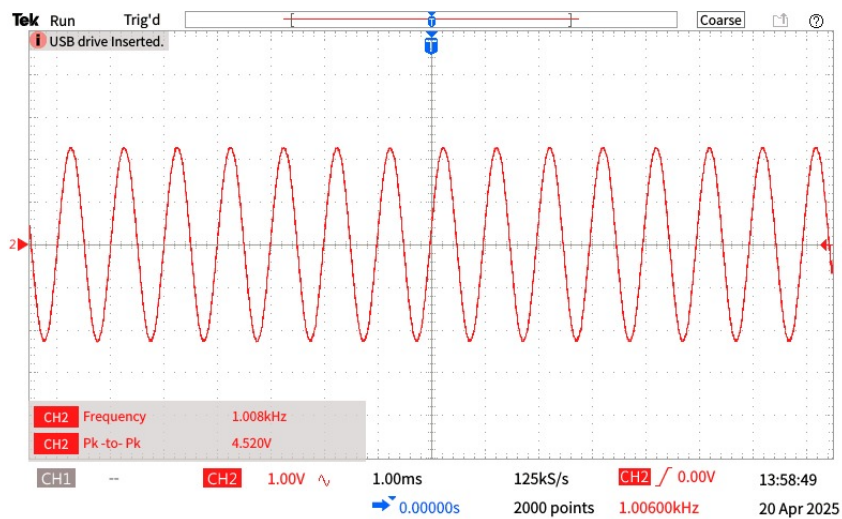 Tek Run Trig'd Coarse
T
i USB drive Inserted.
T
2
CH2 Frequency 1.008kHz
CH2 Pk -to- Pk 4.520V
CH1 -- CH2 1.00V 1.00ms 125kS/s CH2 0.00V 13:58:49
0.00000s 2000 points 1.00600kHz 20 Apr 2025